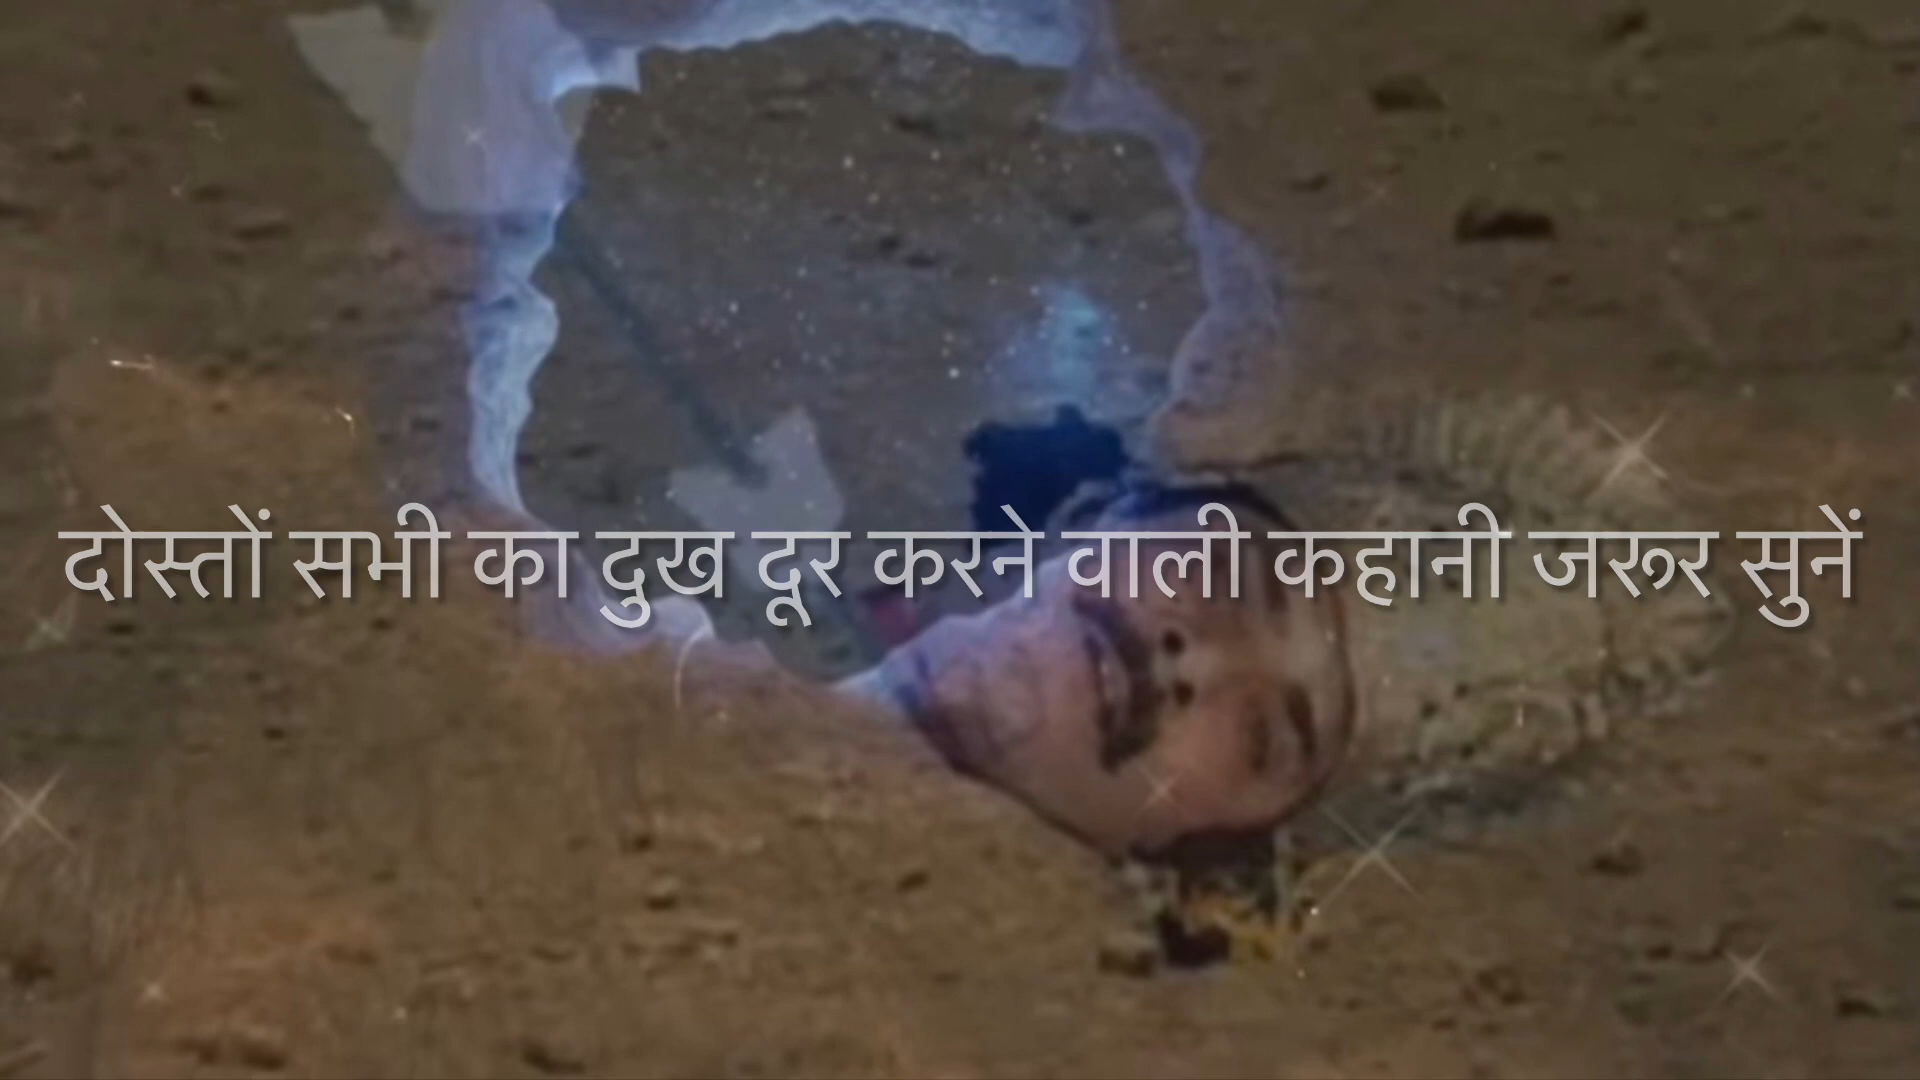 दोस्तों सभी का दुख दूर करने वाली कहानी जरूर सुनें